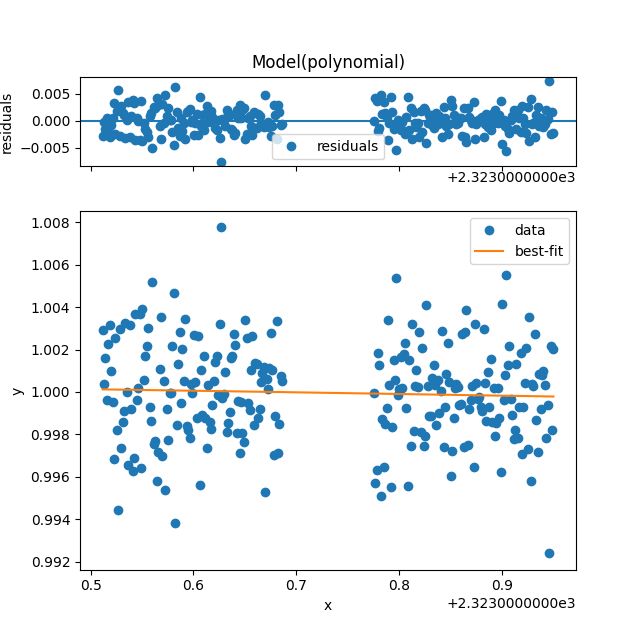 Model(polynomial)
residuals
0.005
0.000
−0.005
residuals
+2.3230000000e3
y
1.008
1.006
1.004
1.002
1.000
0.998
0.996
0.994
0.992
data
best-fit
0.5 0.6 0.7 0.8 0.9
x
+2.3230000000e3